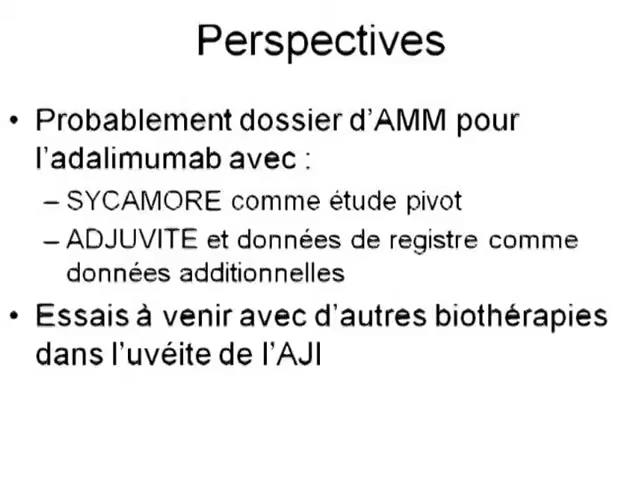 Perspectives
• Probablement dossier d'AMM pour
l'adalimumab avec :
– SYCAMORE comme étude pivot
– ADJUVITE et données de registre comme
données additionnelles
• Essais à venir avec d'autres biothérapies
dans l'uvéite de l'AJI